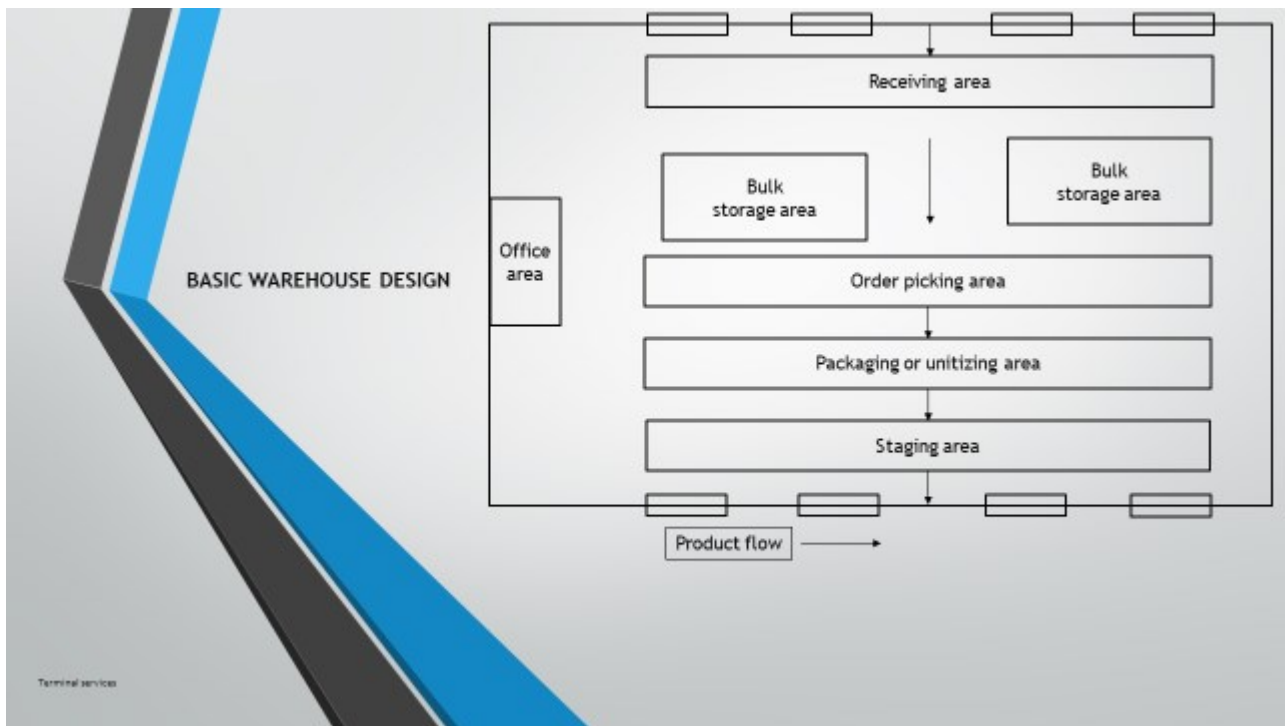 BASIC WAREHOUSE DESIGN
Receiving area
Bulk
storage area
Bulk
storage area
Office
area
Order picking area
Packaging or unitizing area
Staging area
Product flow
Terminal services